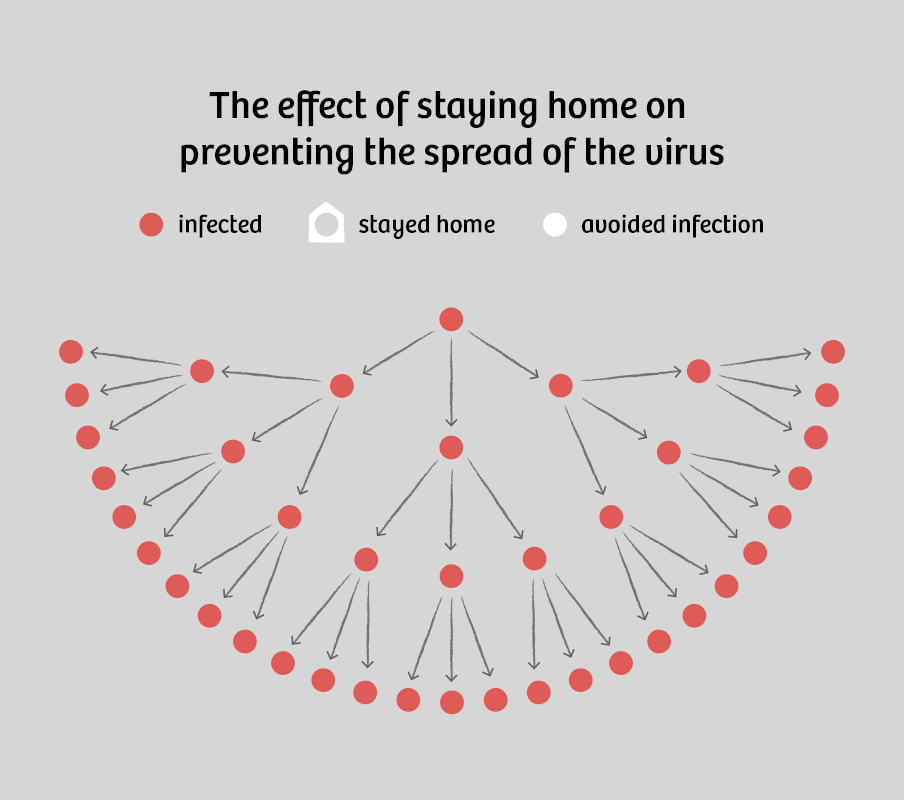 The effect of staying home on
preventing the spread of the virus
infected stayed home avoided infection